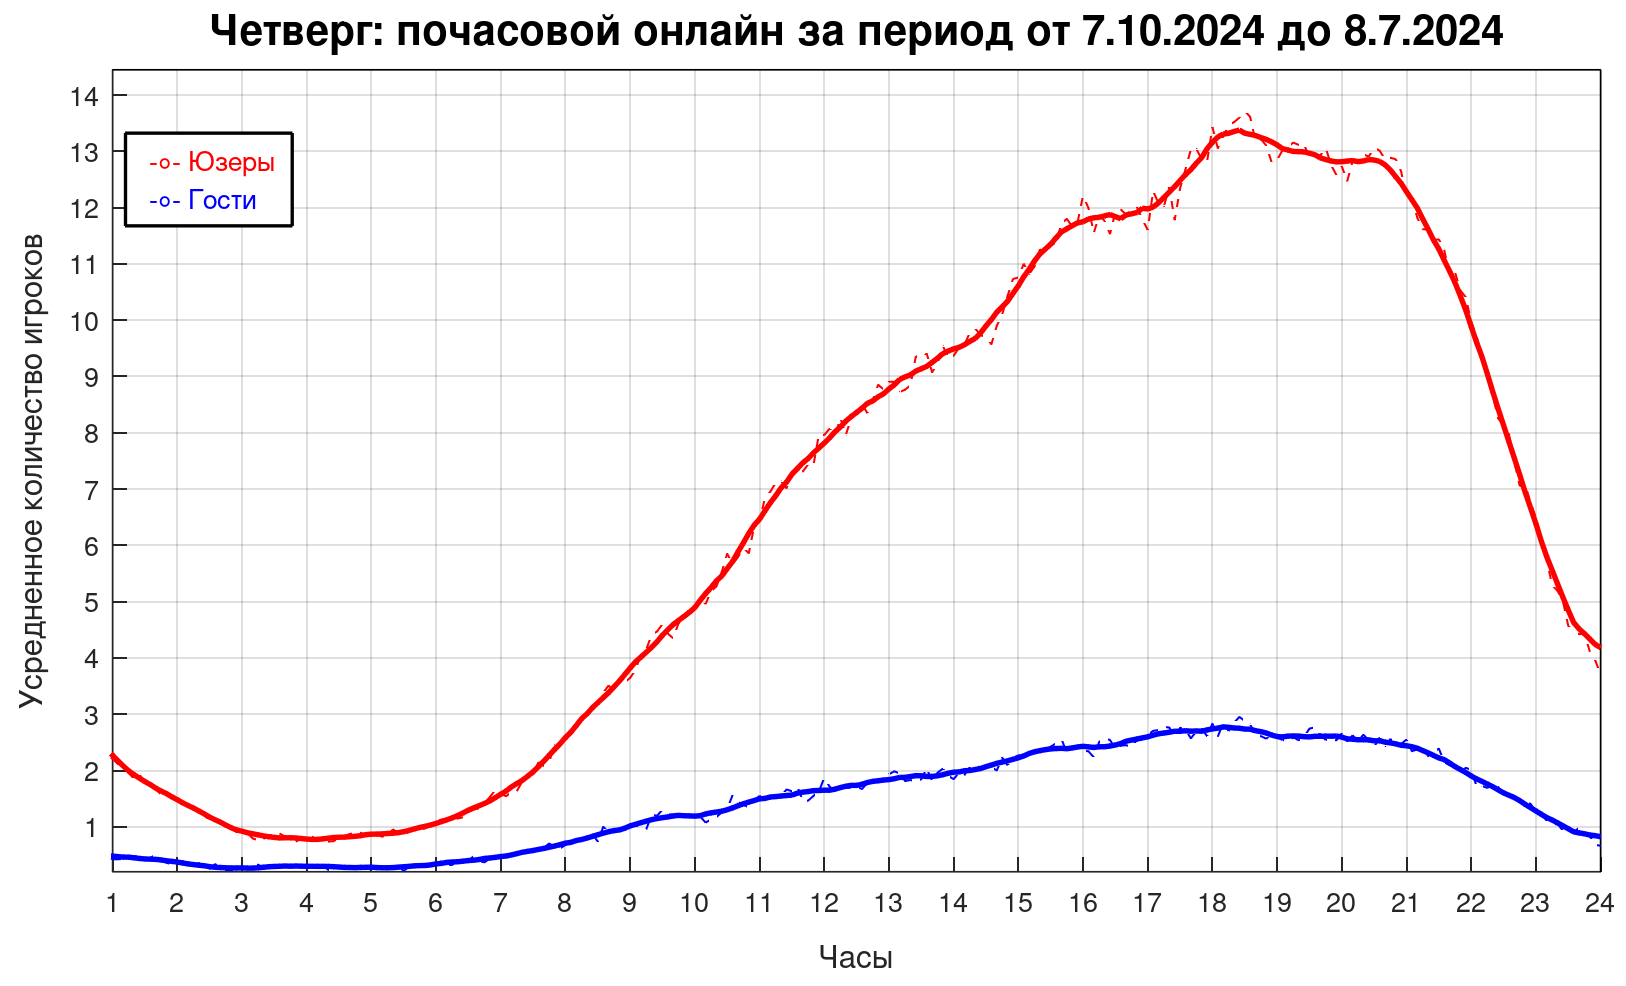 Четверг: почасовой онлайн за период от 7.10.2024 до 8.7.2024
14
13
12
11
10
9
8
7
6
5
4
3
2
1
-o- Юзеры
-o- Гости
Усредненное количество игроков
1 2 3 4 5 6 7 8 9 10 11 12 13 14 15 16 17 18 19 20 21 22 23 24
Часы